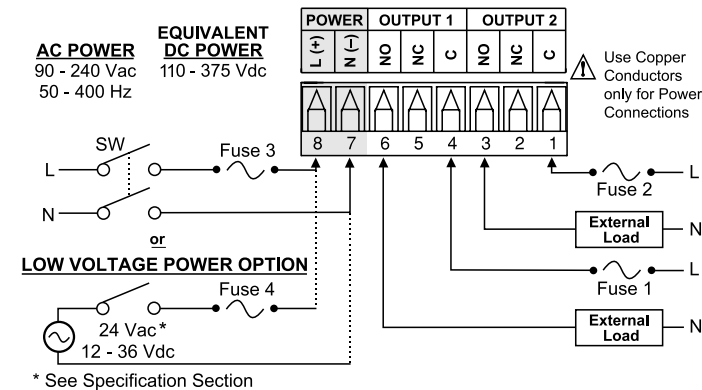 POWER OUTPUT 1 OUTPUT 2
L (+) N (–) NO NC C NO NC C
AC POWER
90 - 240 Vac
50 - 400 Hz
EQUIVALENT
DC POWER
110 - 375 Vdc
Use Copper
Conductors
only for Power
Connections
8 7 6 5 4 3 2 1
SW
Fuse 3
L
N
Fuse 2
L
External
Load
N
or
LOW VOLTAGE POWER OPTION
Fuse 4
24 Vac*
12 - 36 Vdc
Fuse 1
L
External
Load
N
* See Specification Section